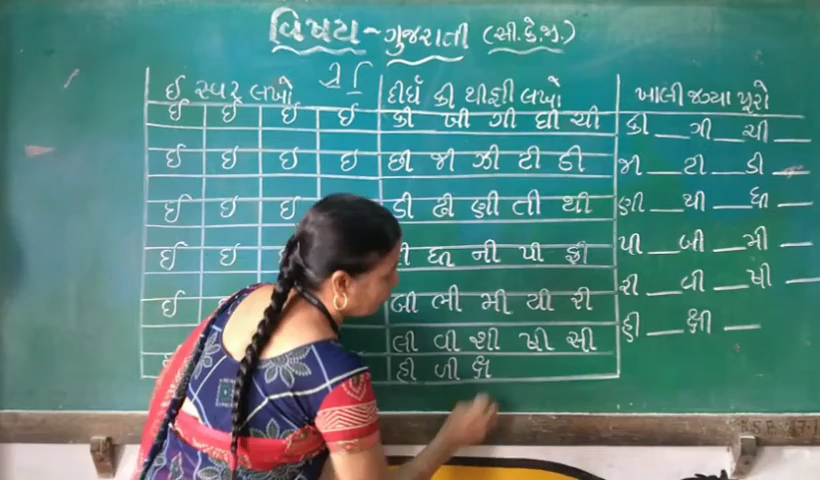 વિષય - ગુજરાતી (સી.કે.જી.)
ઈ સ્વર લખો
ઈ ઈ ઈ ઈ
ઈ ઈ ઈ ઈ
ઈ ઈ ઈ
ઈ ઈ
ઈ
દીર્ઘ કી થીજ્ઞી લખો
કી ખી ગી ઘી ચી
છી જી ઝી ટી ઠી
ડી ઢી ણી તી થી
ધી ની પી ફી
બી ભી મી યી રી
લી વી શી ષી સી
હી ળી ક્ષ
ખાલી જગ્યા પૂરો
કી __ ગી __ ચી __
જી __ ટી __ ડી __
ણી __ થી __ ધી __
પી __ બી __ મી __
રી __ વી __ ષી __
હી __ ક્ષી __